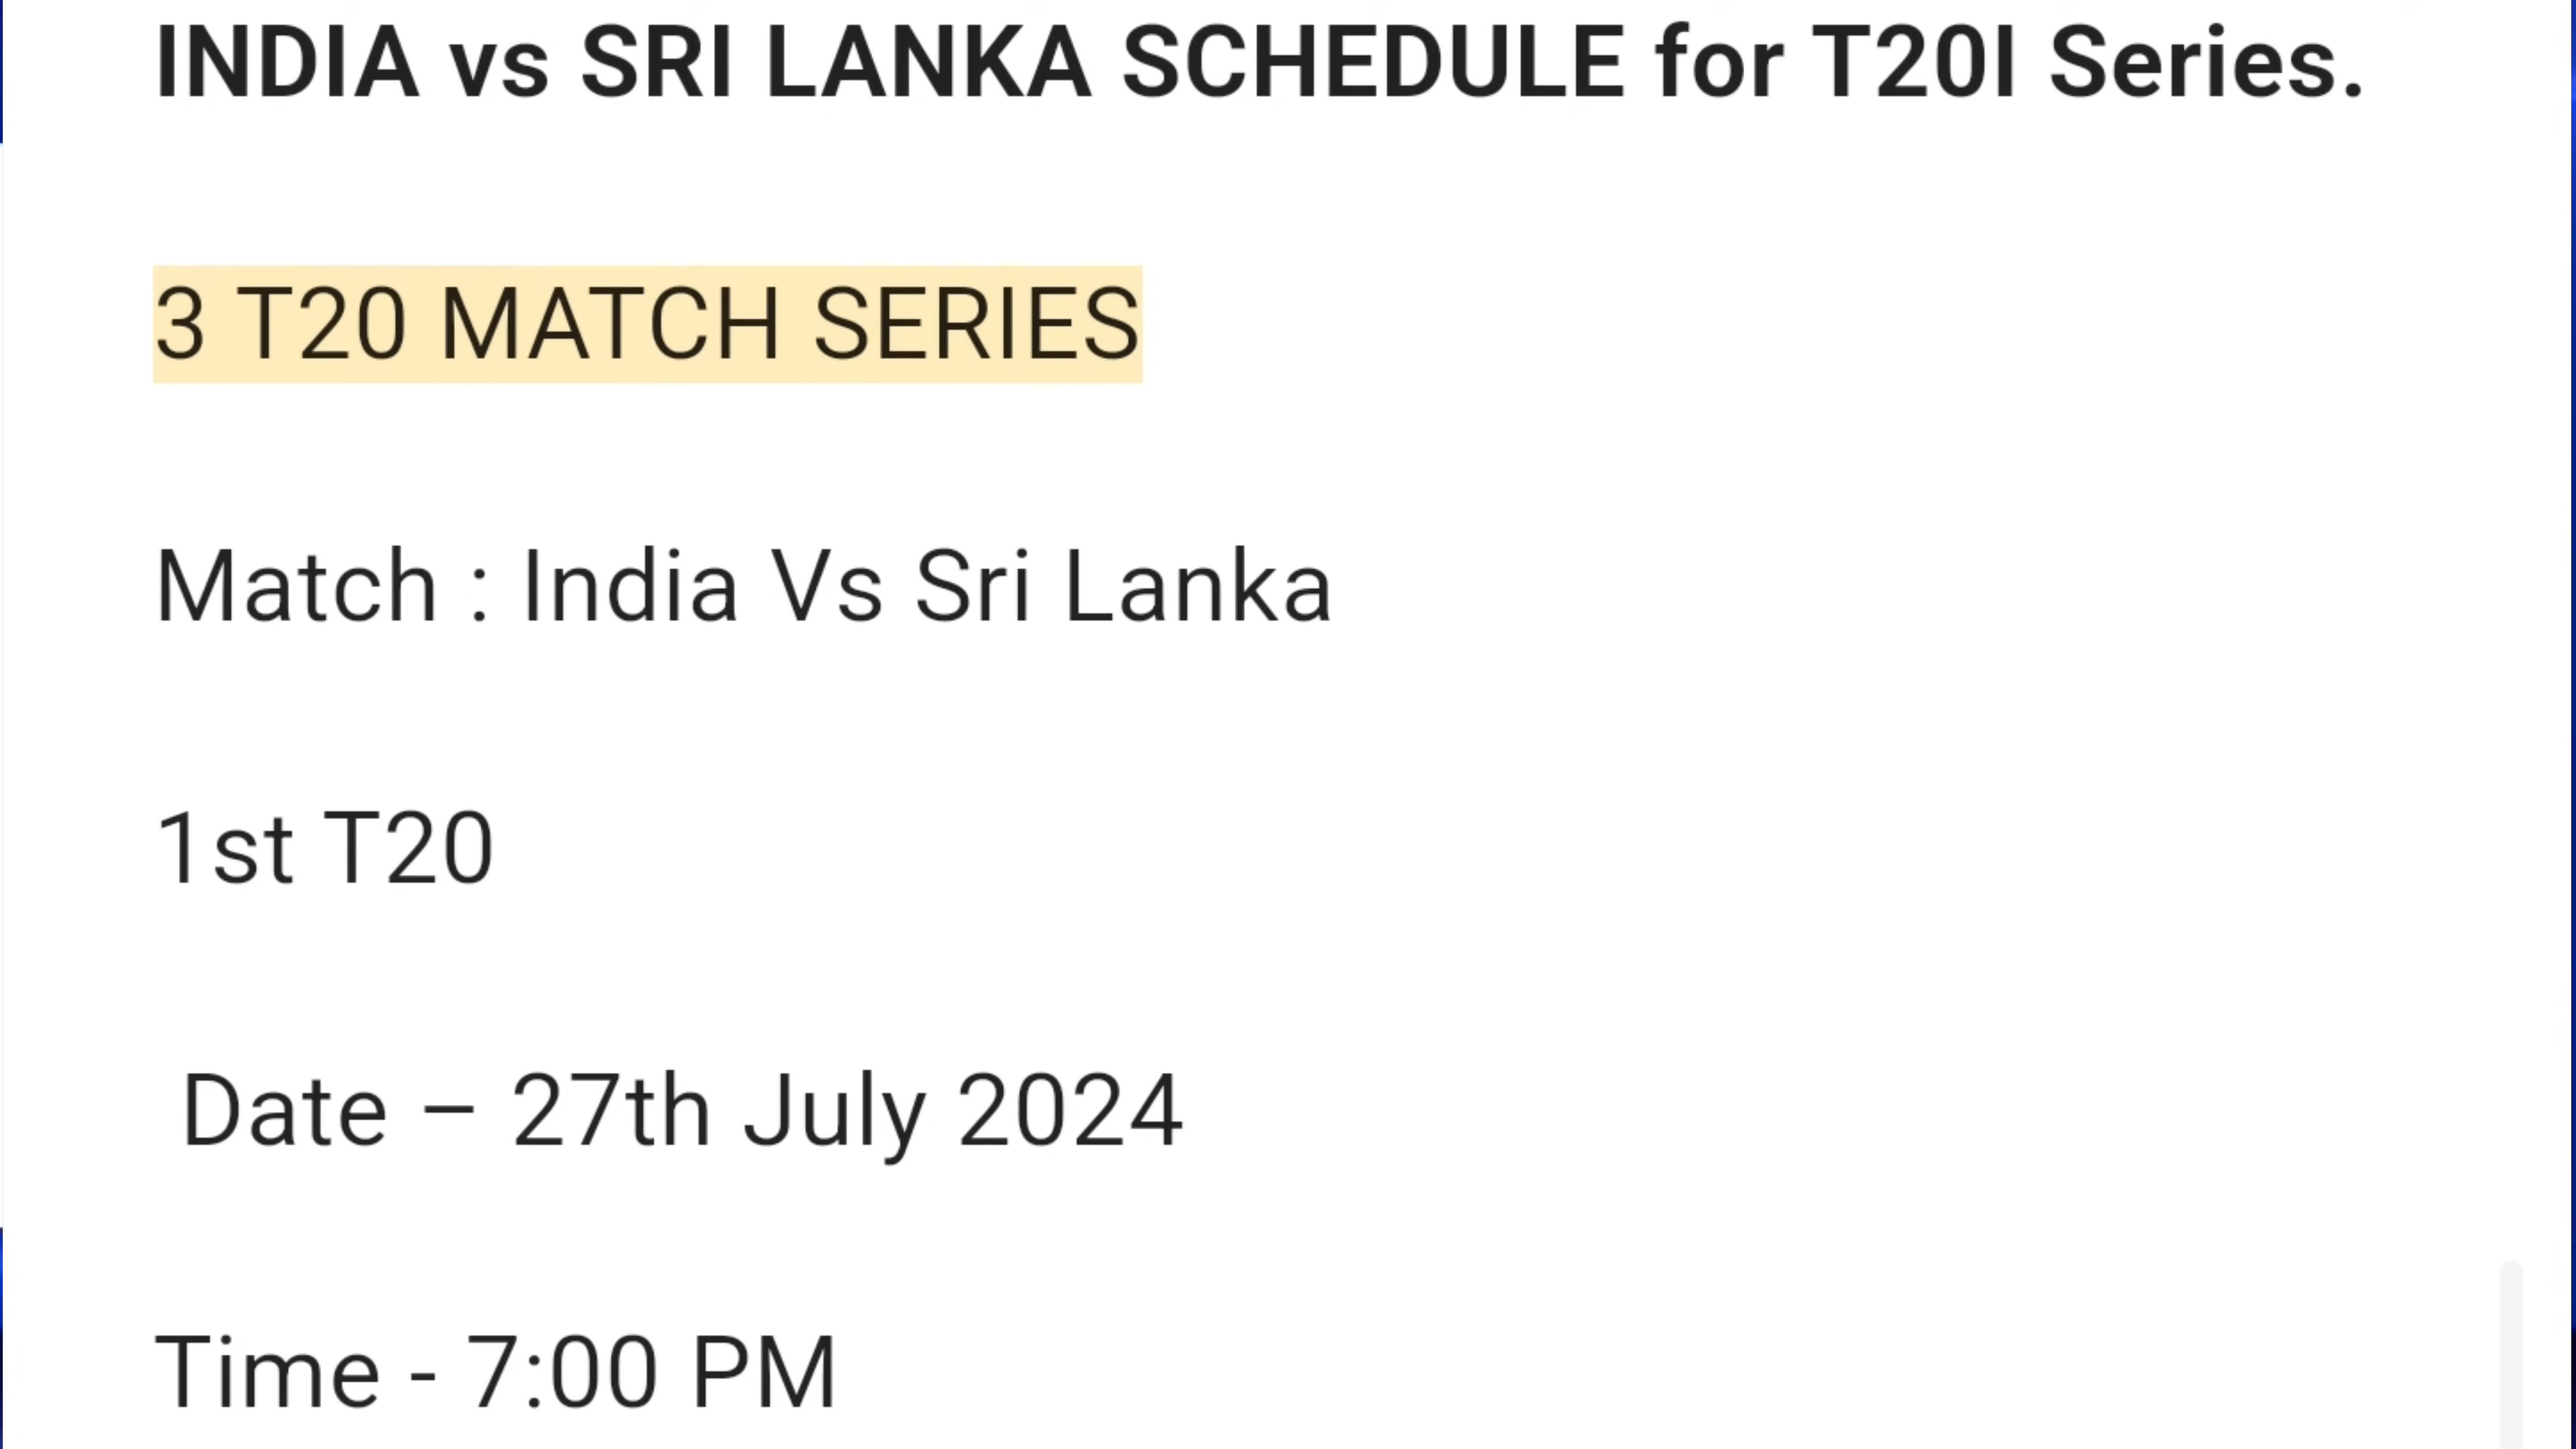 INDIA vs SRI LANKA SCHEDULE for T20I Series.
3 T20 MATCH SERIES
Match : India Vs Sri Lanka
1st T20
Date – 27th July 2024
Time - 7:00 PM